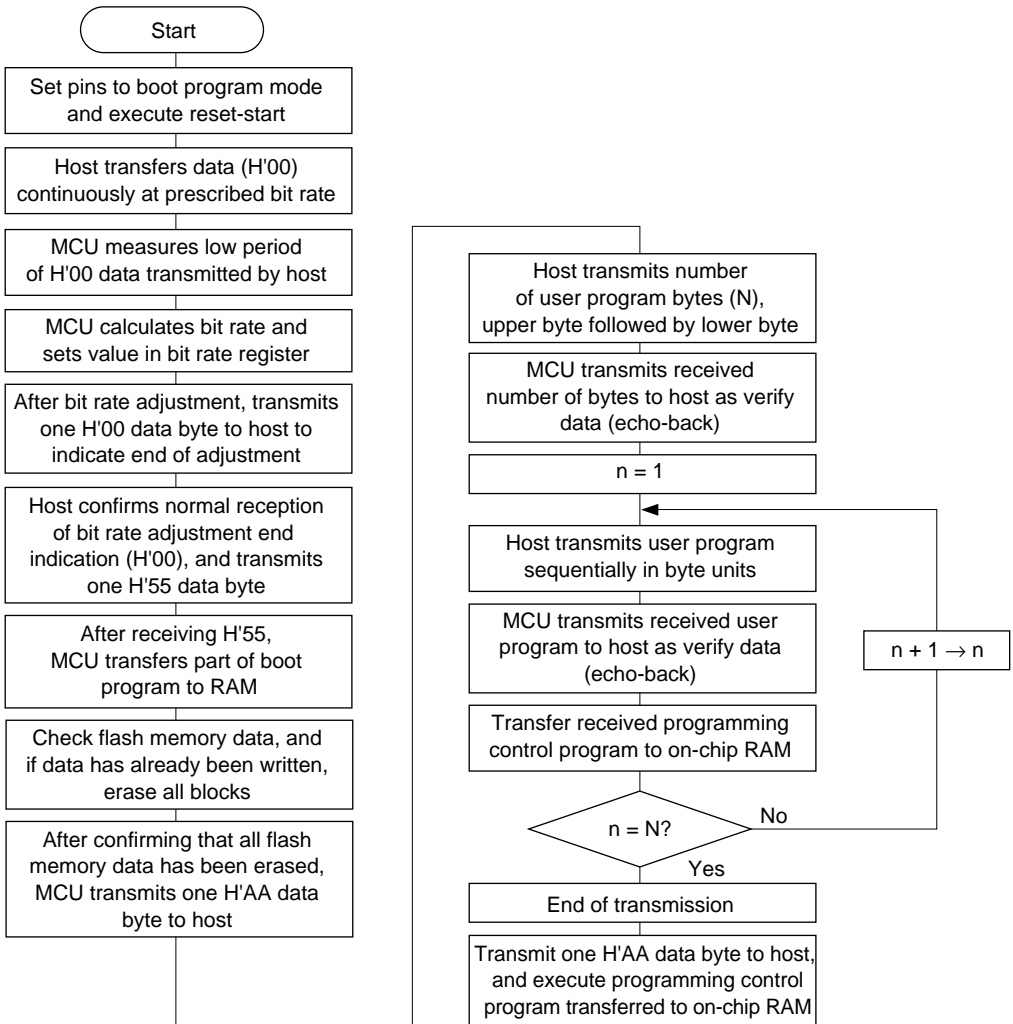 Start
Set pins to boot program mode
and execute reset-start
Host transfers data (H'00)
continuously at prescribed bit rate
MCU measures low period
of H'00 data transmitted by host
MCU calculates bit rate and
sets value in bit rate register
After bit rate adjustment, transmits
one H'00 data byte to host to
indicate end of adjustment
Host confirms normal reception
of bit rate adjustment end
indication (H'00), and transmits
one H'55 data byte
After receiving H'55,
MCU transfers part of boot
program to RAM
Check flash memory data, and
if data has already been written,
erase all blocks
After confirming that all flash
memory data has been erased,
MCU transmits one H'AA data
byte to host
Host transmits number
of user program bytes (N),
upper byte followed by lower byte
MCU transmits received
number of bytes to host as verify
data (echo-back)
n = 1
Host transmits user program
sequentially in byte units
MCU transmits received user
program to host as verify data
(echo-back)
n + 1 → n
Transfer received programming
control program to on-chip RAM
n = N?
No
Yes
End of transmission
Transmit one H'AA data byte to host,
and execute programming control
program transferred to on-chip RAM